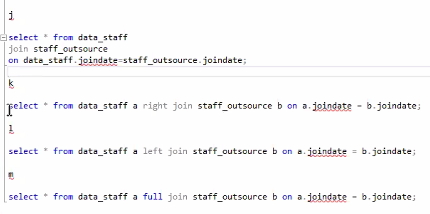 j
select * from data_staff
join staff_outsource
on data_staff.joindate=staff_outsource.joindate;
k
select * from data_staff a right join staff_outsource b on a.joindate = b.joindate;
l
select * from data_staff a left join staff_outsource b on a.joindate = b.joindate;
m
select * from data_staff a full join staff_outsource b on a.joindate = b.joindate;